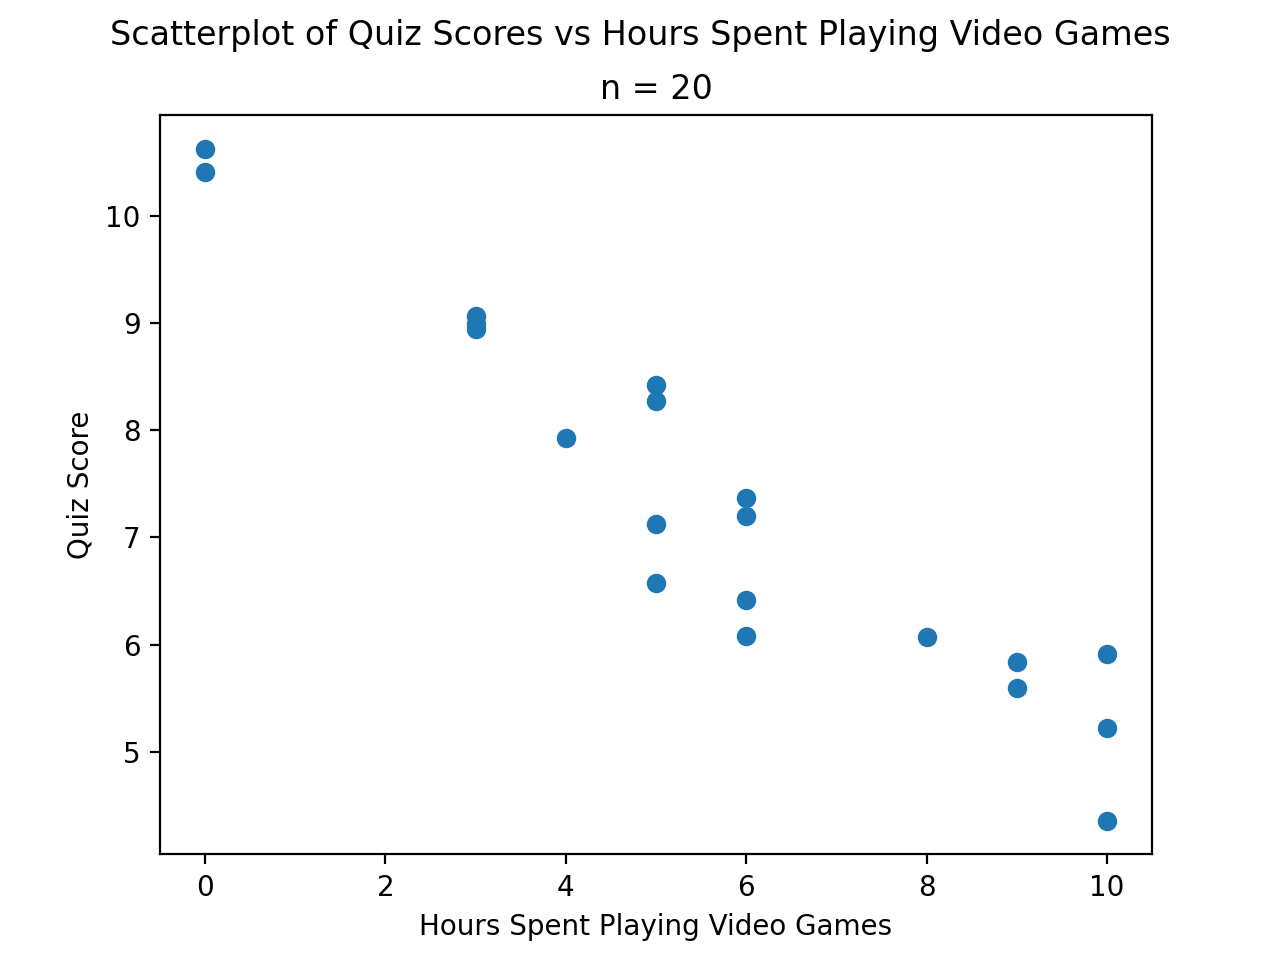 Scatterplot of Quiz Scores vs Hours Spent Playing Video Games
n = 20
10
9
8
7
6
5
Quiz Score
0 2 4 6 8 10
Hours Spent Playing Video Games